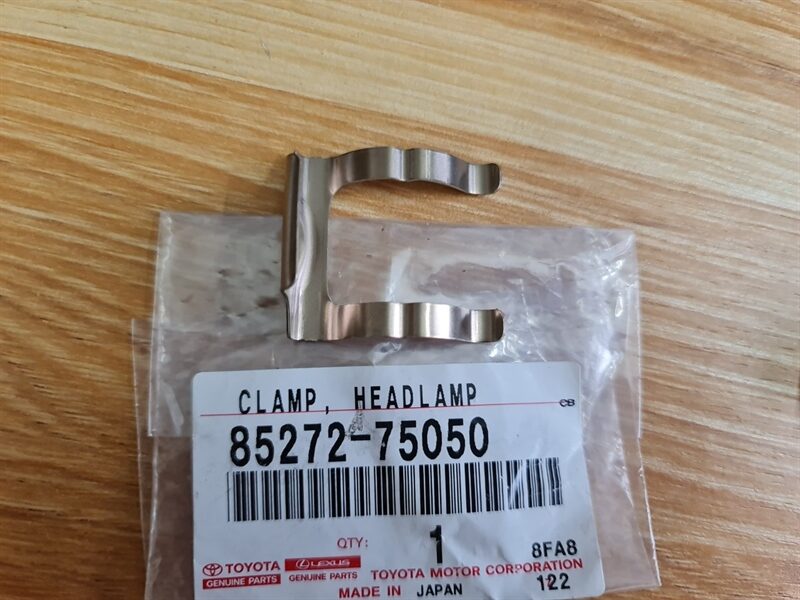 CLAMP, HEADLAMP
CB
85272-75050
QTY: 1 8FA8
TOYOTA LEXUS TOYOTA MOTOR CORPORATION
GENUINE PARTS GENUINE PARTS 122
MADE IN JAPAN